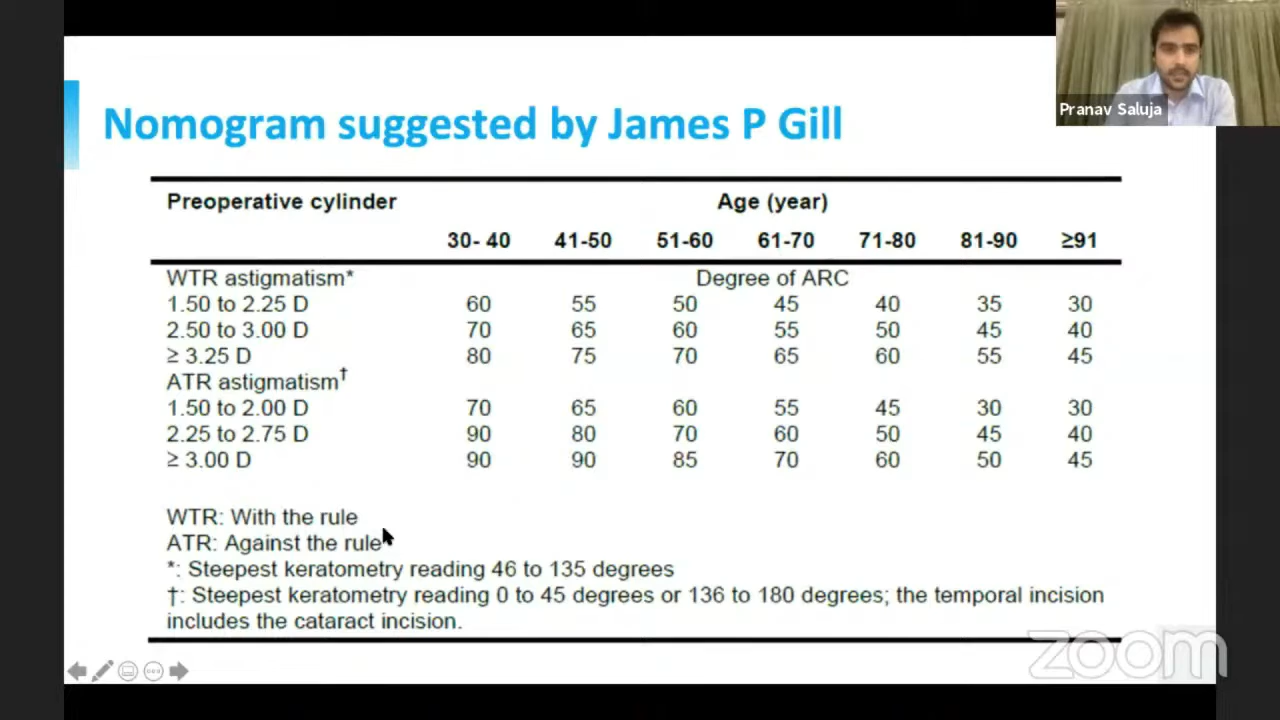 Pranav Saluja
Nomogram suggested by James P Gill
Preoperative cylinder Age (year)
30- 40 41-50 51-60 61-70 71-80 81-90 ≥91
WTR astigmatism* Degree of ARC
1.50 to 2.25 D 60 55 50 45 40 35 30
2.50 to 3.00 D 70 65 60 55 50 45 40
≥ 3.25 D 80 75 70 65 60 55 45
ATR astigmatism†
1.50 to 2.00 D 70 65 60 55 45 30 30
2.25 to 2.75 D 90 80 70 60 50 45 40
≥ 3.00 D 90 90 85 70 60 50 45
WTR: With the rule
ATR: Against the rule
*: Steepest keratometry reading 46 to 135 degrees
†: Steepest keratometry reading 0 to 45 degrees or 136 to 180 degrees; the temporal incision
includes the cataract incision.
zoom